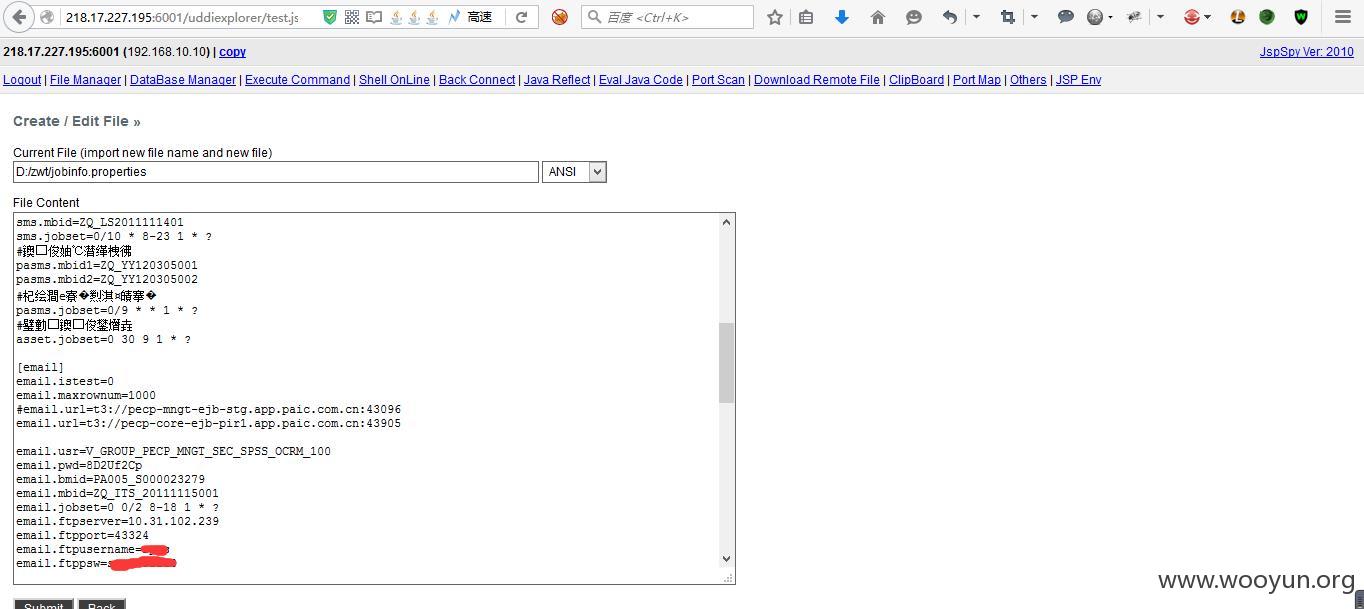 218.17.227.195:6001/uddiexplorer/test.js
高速
百度 <Ctrl+K>
218.17.227.195:6001 (192.168.10.10) | copy
JspSpy Ver: 2010
Logout | File Manager | DataBase Manager | Execute Command | Shell OnLine | Back Connect | Java Reflect | Eval Java Code | Port Scan | Download Remote File | ClipBoard | Port Map | Others | JSP Env
Create / Edit File »
Current File (import new file name and new file)
D:/zwt/jobinfo.properties
ANSI
File Content
sms.mbid=ZQ_LS2011111401
sms.jobset=0/10 * 8-23 1 * ?
pasms.mbid1=ZQ_YY120305001
pasms.mbid2=ZQ_YY120305002
pasms.jobset=0/9 * * 1 * ?
asset.jobset=0 30 9 1 * ?
[email]
email.istest=0
email.maxrownum=1000
#email.url=t3://pecp-mngt-ejb-stg.app.paic.com.cn:43096
email.url=t3://pecp-core-ejb-pir1.app.paic.com.cn:43905
email.usr=V_GROUP_PECP_MNGT_SEC_SPSS_OCRM_100
email.pwd=8D2Uf2Cp
email.bmid=PA005_S000023279
email.mbid=ZQ_ITS_20111115001
email.jobset=0 0/2 8-18 1 * ?
email.ftpserver=10.31.102.239
email.ftpport=43324
email.ftpusername=
email.ftppsw=
Submit
Back
www.wooyun.org